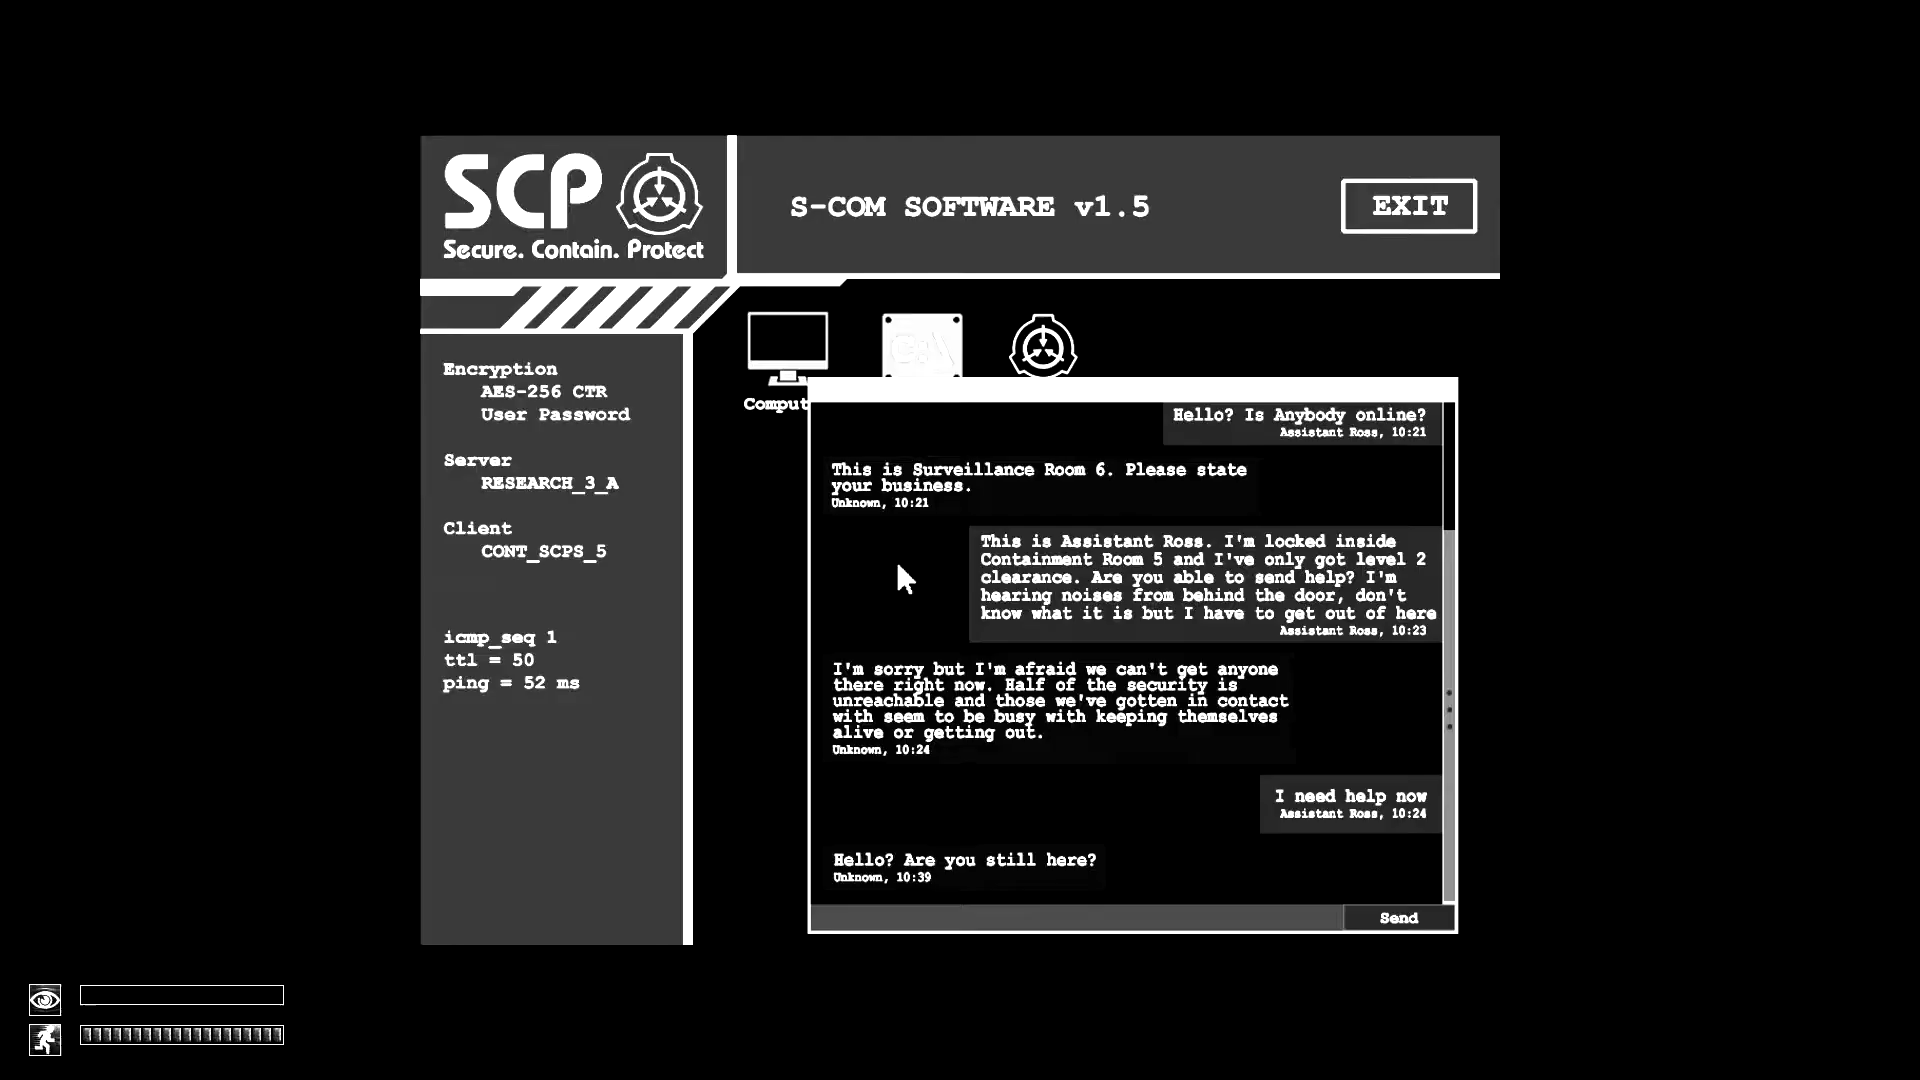 SCP
Secure. Contain. Protect
S-COM SOFTWARE v1.5
EXIT
Encryption
AES-256 CTR
User Password
Server
RESEARCH_3_A
Client
CONT_SCPS_5
icmp_seq 1
ttl = 50
ping = 52 ms
Comput
Hello? Is Anybody online?
Assistant Ross, 10:21
This is Surveillance Room 6. Please state
your business.
Unknown, 10:21
This is Assistant Ross. I'm locked inside
Containment Room 5 and I've only got level 2
clearance. Are you able to send help? I'm
hearing noises from behind the door, don't
know what it is but I have to get out of here
Assistant Ross, 10:23
I'm sorry but I'm afraid we can't get anyone
there right now. Half of the security is
unreachable and those we've gotten in contact
with seem to be busy with keeping themselves
alive or getting out.
Unknown, 10:24
I need help now
Assistant Ross, 10:24
Hello? Are you still here?
Unknown, 10:39
Send